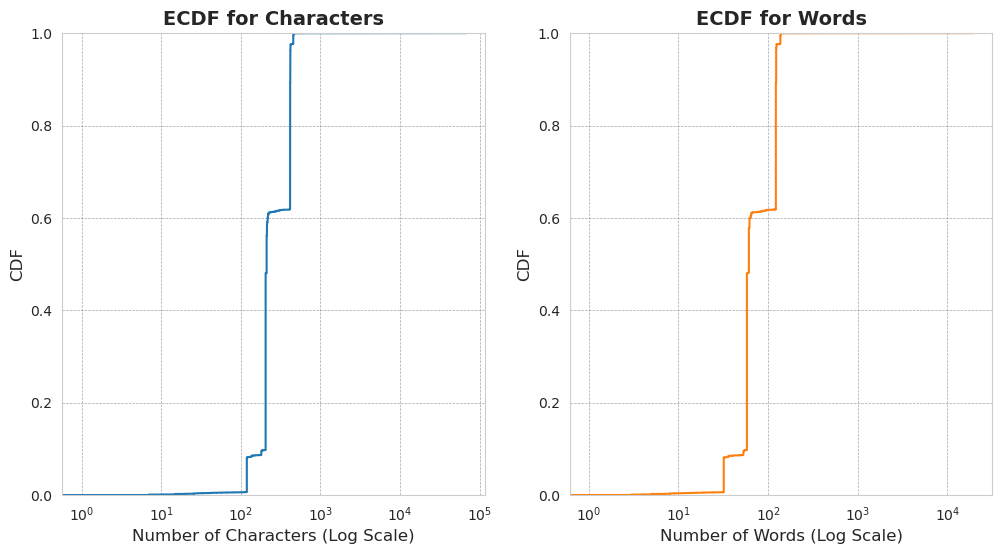 ECDF for Characters
CDF
1.0
0.8
0.6
0.4
0.2
0.0
10⁰ 10¹ 10² 10³ 10⁴ 10⁵
Number of Characters (Log Scale)
ECDF for Words
CDF
1.0
0.8
0.6
0.4
0.2
0.0
10⁰ 10¹ 10² 10³ 10⁴
Number of Words (Log Scale)